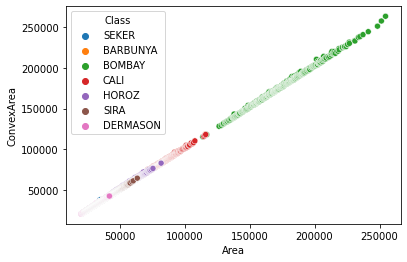 Class
SEKER
BARBUNYA
BOMBAY
CALI
HOROZ
SIRA
DERMASON
250000
200000
150000
100000
50000
ConvexArea
50000 100000 150000 200000 250000
Area